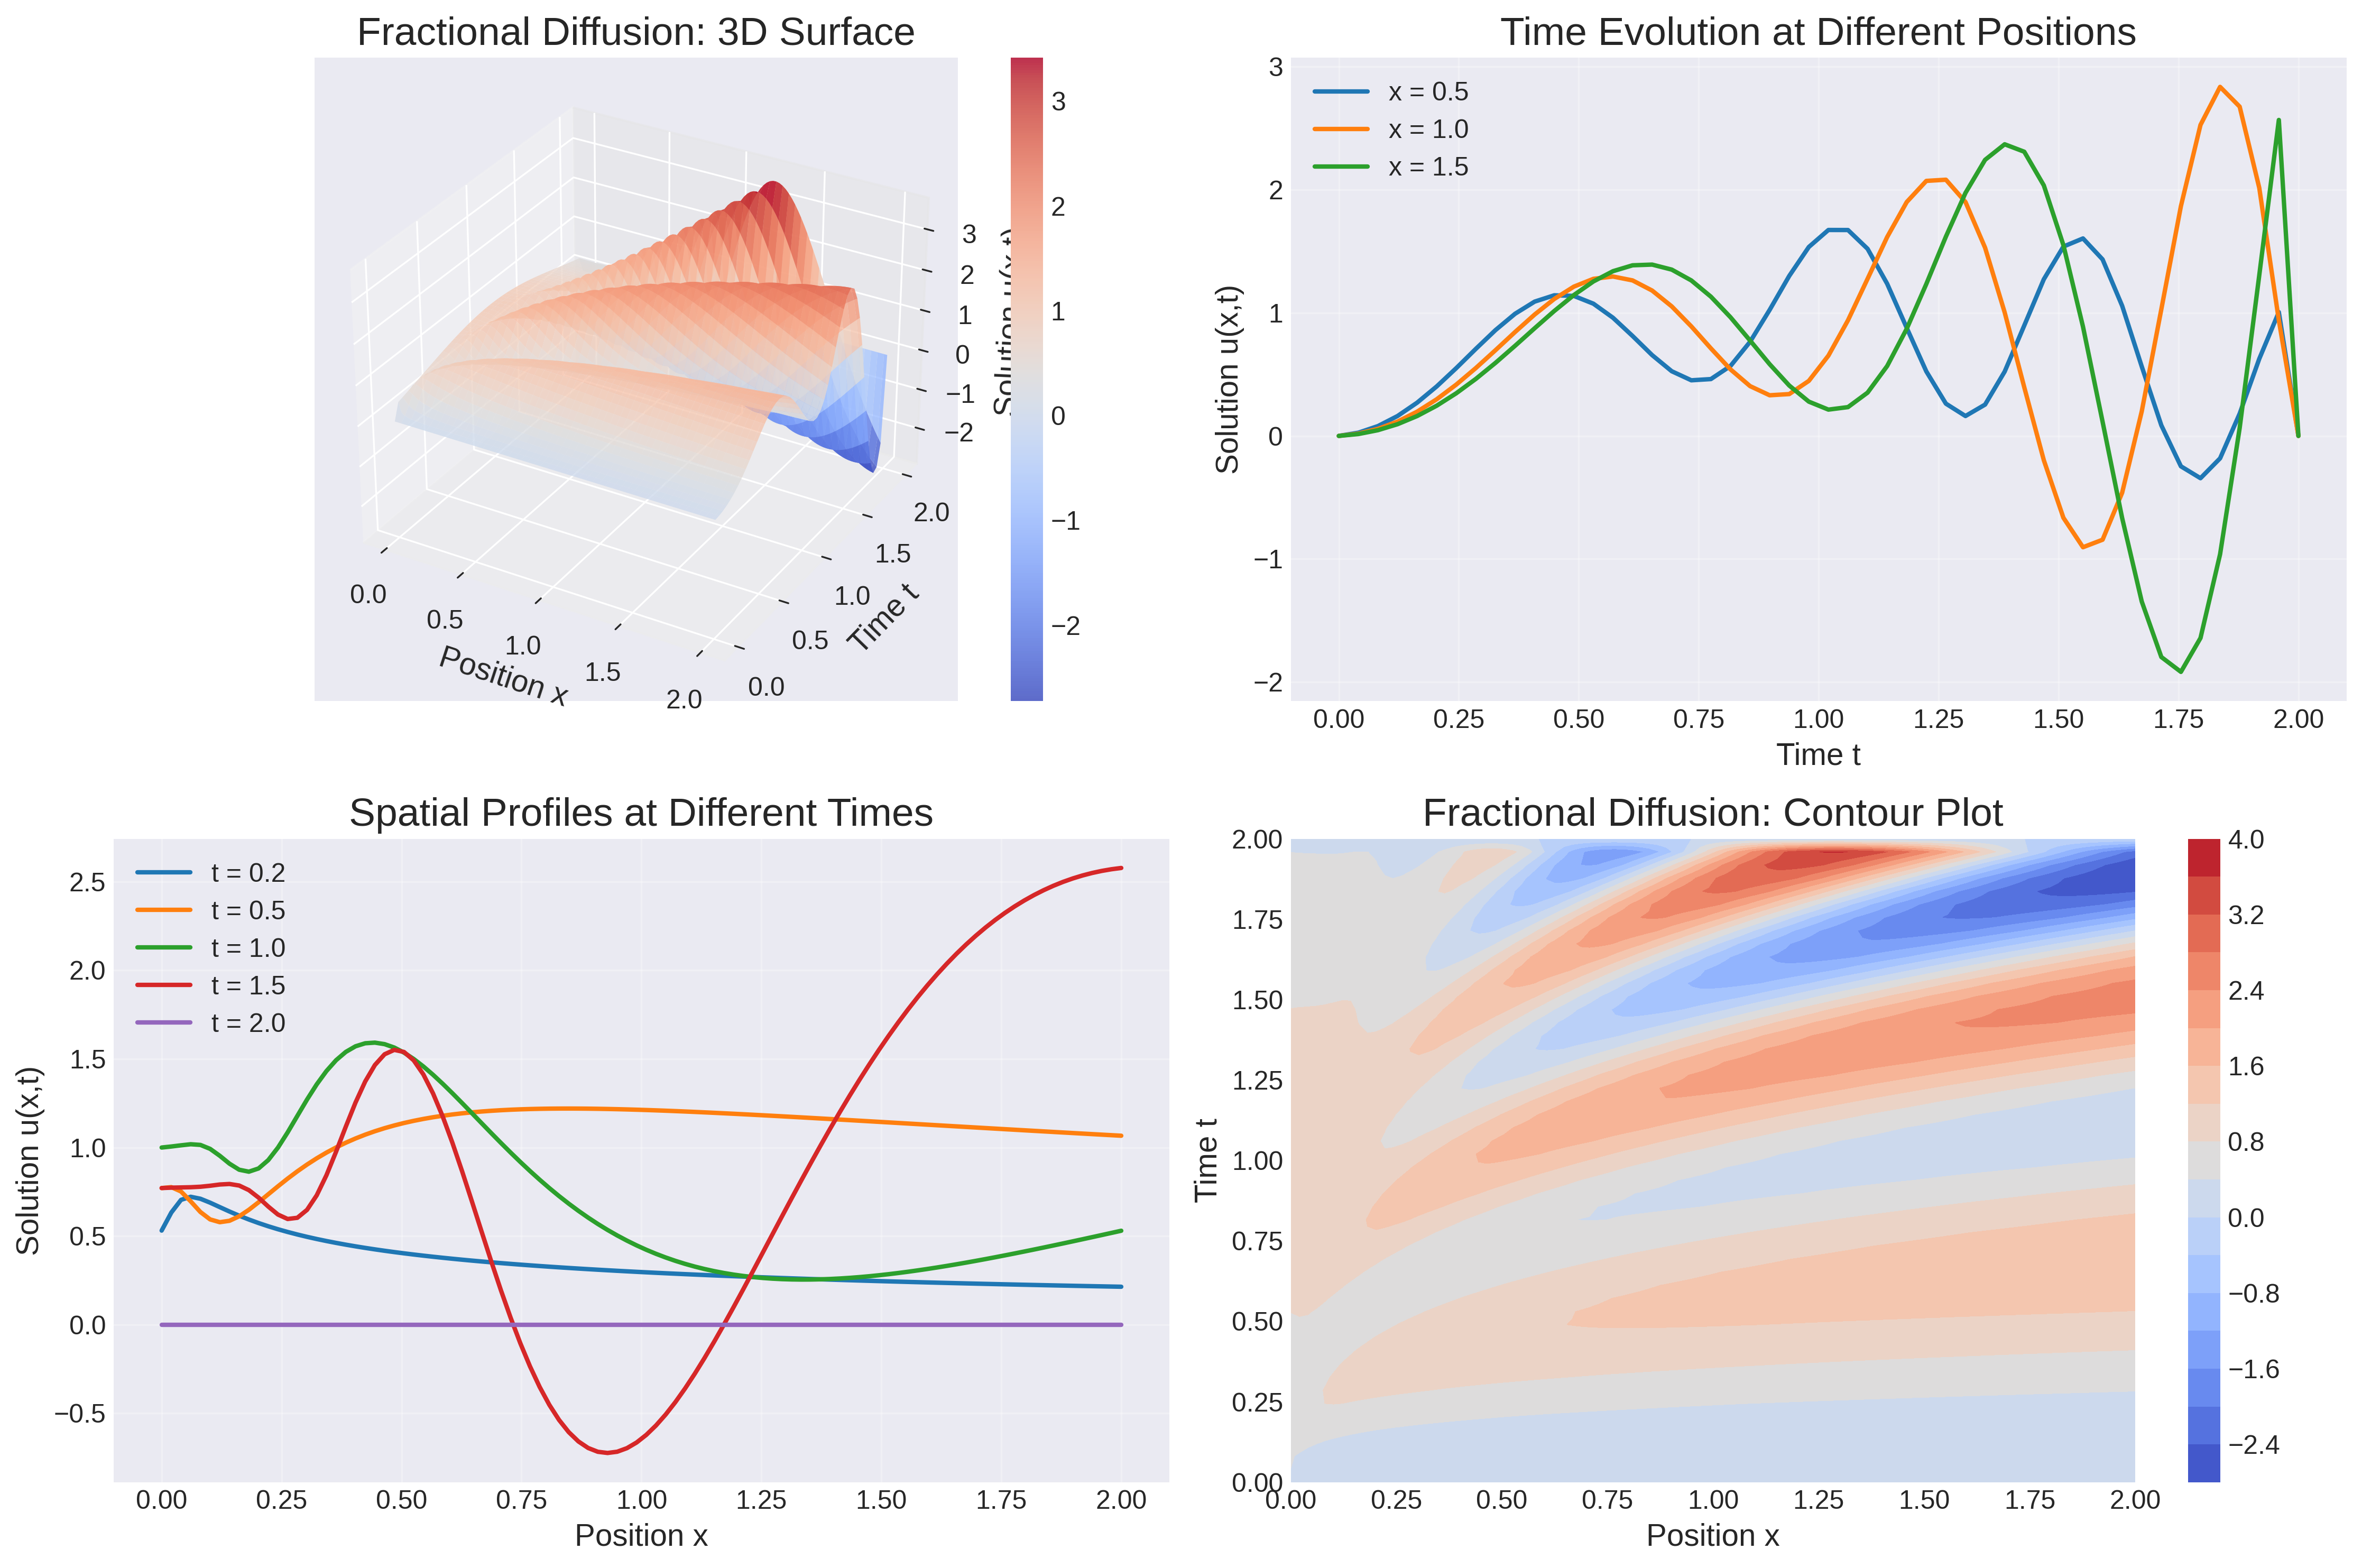 Fractional Diffusion: 3D Surface
3
2
1
0
−1
−2
3
2
1
0
−1
−2
0.0
0.5
1.0
1.5
2.0
Position x
0.0
0.5
1.0
1.5
2.0
Time t
Time Evolution at Different Positions
x = 0.5
x = 1.0
x = 1.5
3
2
1
0
−1
−2
Solution u(x,t)
0.00 0.25 0.50 0.75 1.00 1.25 1.50 1.75 2.00
Time t
Spatial Profiles at Different Times
t = 0.2
t = 0.5
t = 1.0
t = 1.5
t = 2.0
2.5
2.0
1.5
1.0
0.5
0.0
−0.5
Solution u(x,t)
0.00 0.25 0.50 0.75 1.00 1.25 1.50 1.75 2.00
Position x
Fractional Diffusion: Contour Plot
2.00
1.75
1.50
1.25
1.00
0.75
0.50
0.25
0.00
Time t
0.00 0.25 0.50 0.75 1.00 1.25 1.50 1.75 2.00
Position x
4.0
3.2
2.4
1.6
0.8
0.0
−0.8
−1.6
−2.4